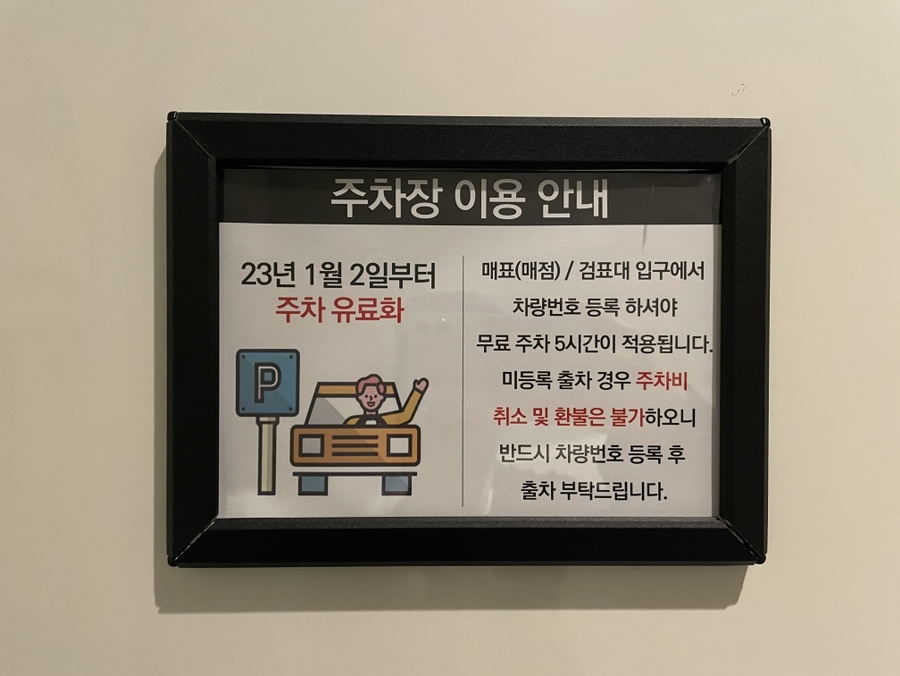 주차장 이용 안내
23년 1월 2일부터
주차 유료화
P
매표(매점) / 검표대 입구에서
차량번호 등록 하셔야
무료 주차 5시간이 적용됩니다.
미등록 출차 경우 주차비
취소 및 환불은 불가하오니
반드시 차량번호 등록 후
출차 부탁드립니다.